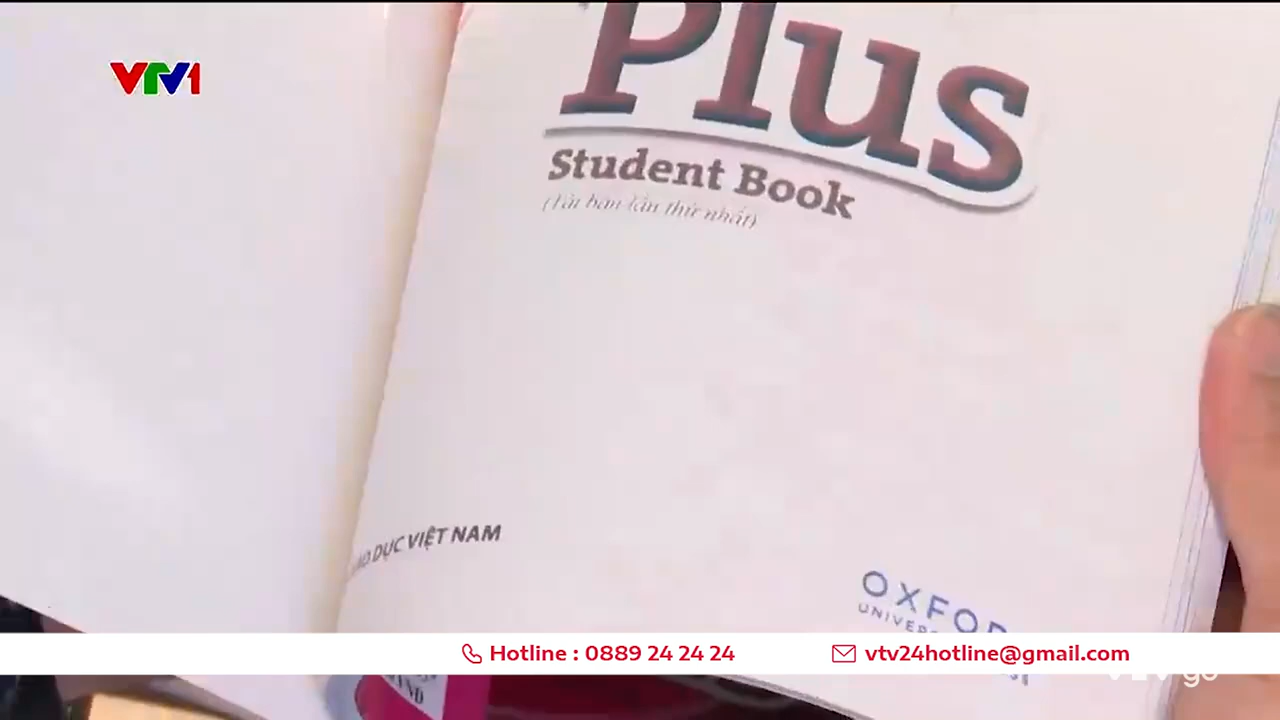 VTV1
Plus
Student Book
(Tái bản lần thứ nhất)
DỤC VIỆT NAM
OXFORD
Hotline : 0889 24 24 24
vtv24hotline@gmail.com
go